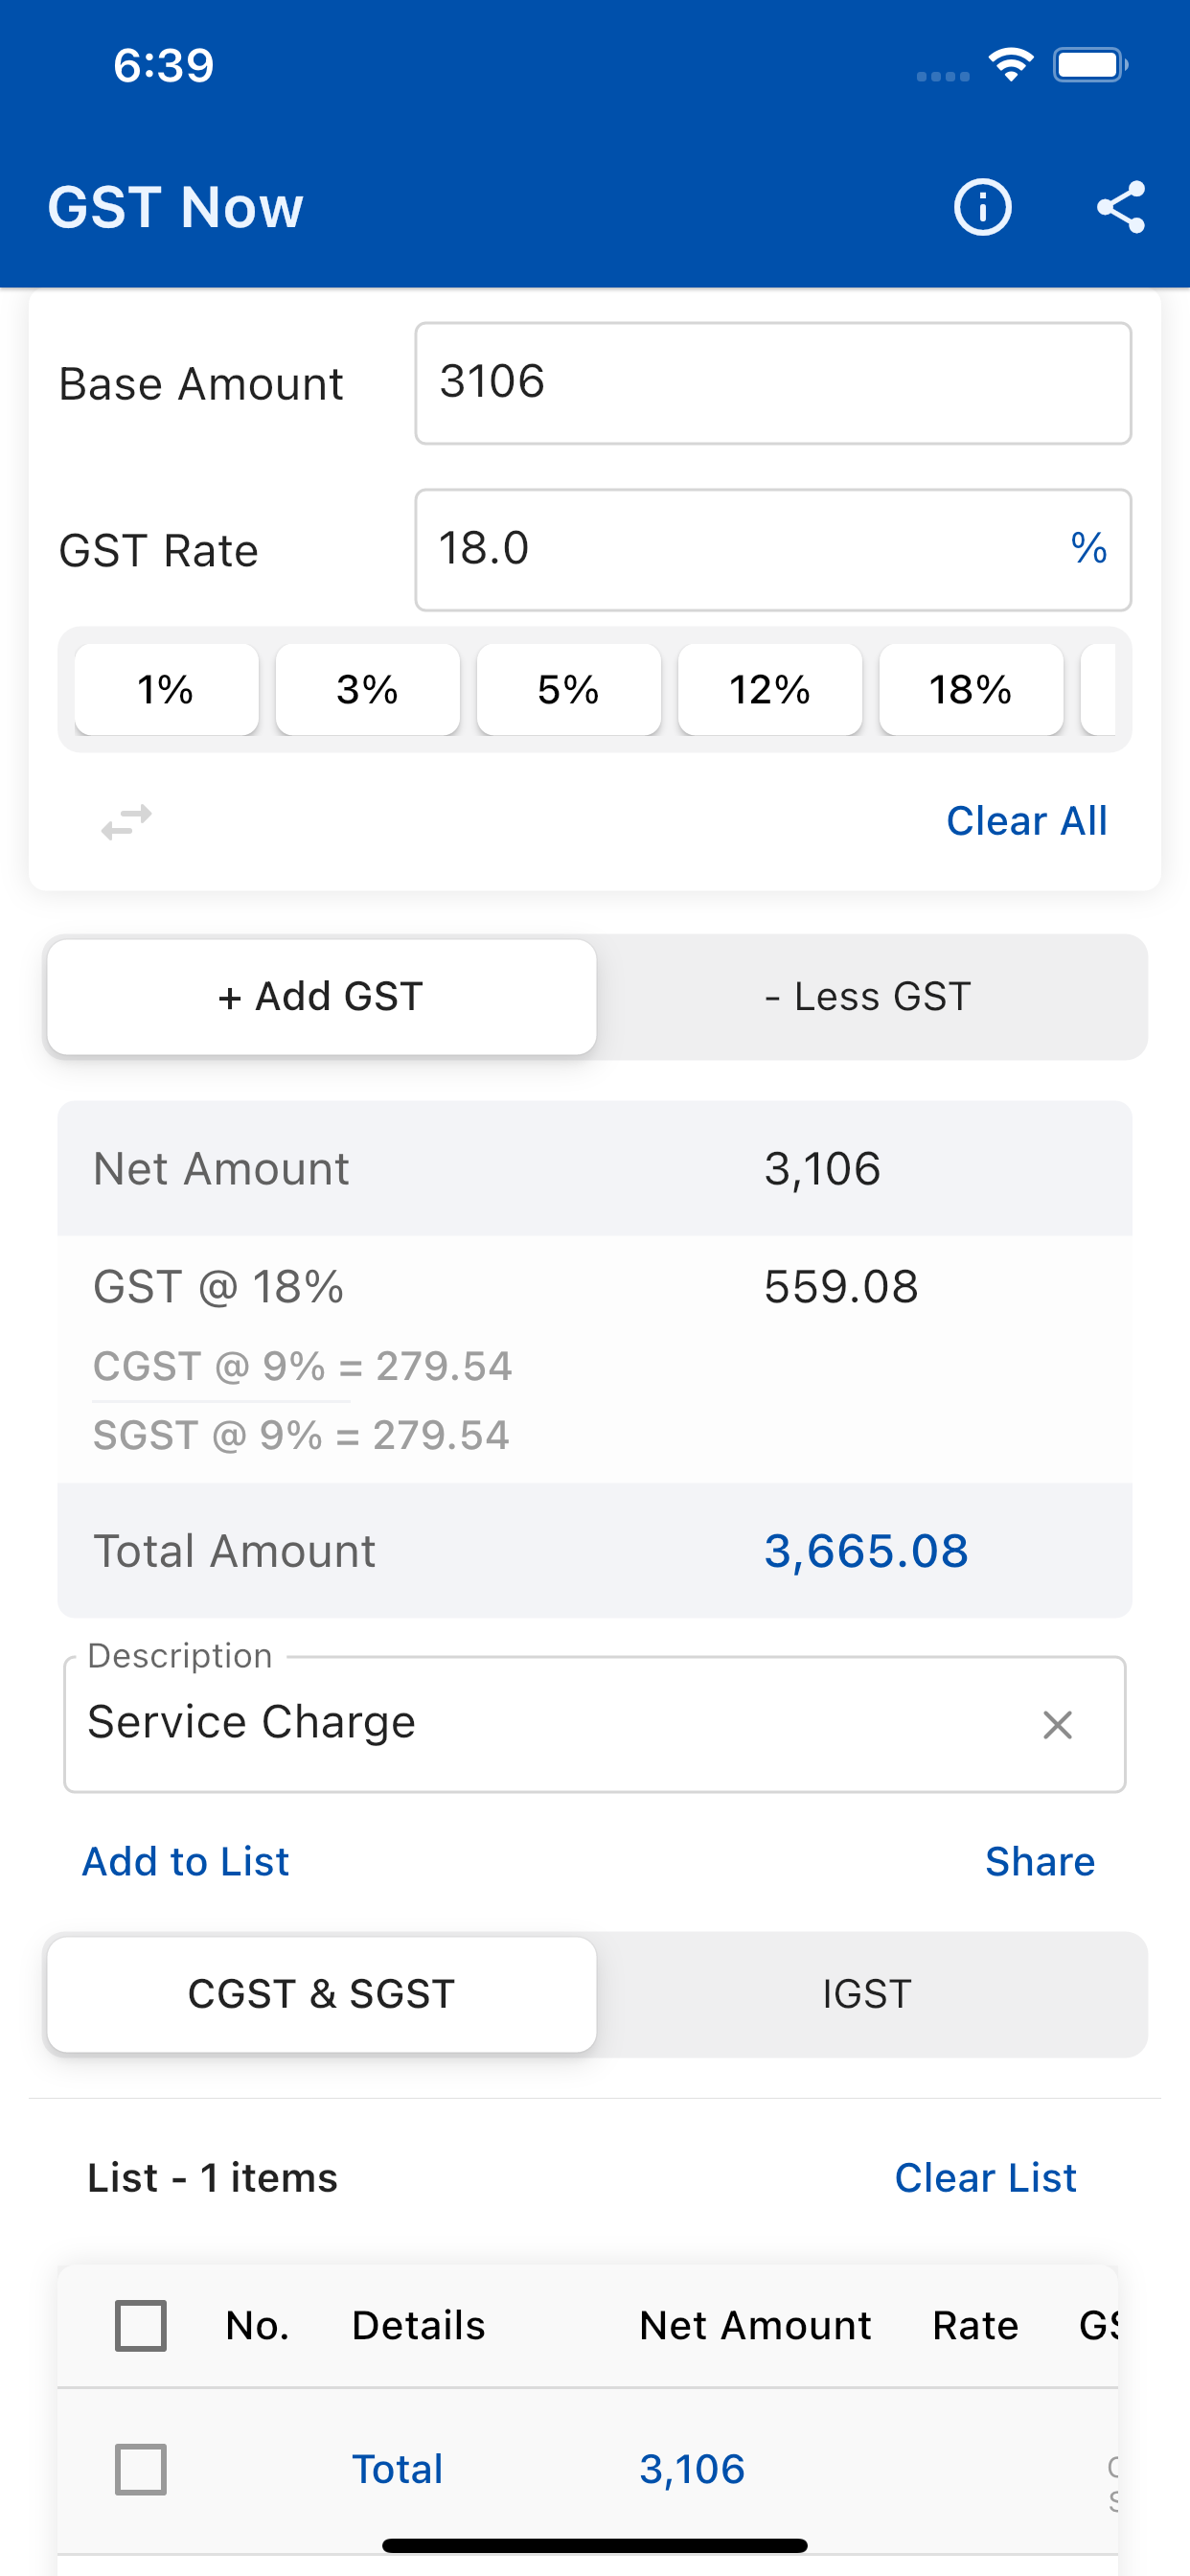 6:39
GST Now
Base Amount 3106
GST Rate 18.0 %
1% 3% 5% 12% 18%
Clear All
+ Add GST - Less GST
Net Amount 3,106
GST @ 18% 559.08
CGST @ 9% = 279.54
SGST @ 9% = 279.54
Total Amount 3,665.08
Description
Service Charge
Add to List Share
CGST & SGST IGST
List - 1 items Clear List
No. Details Net Amount Rate
Total 3,106